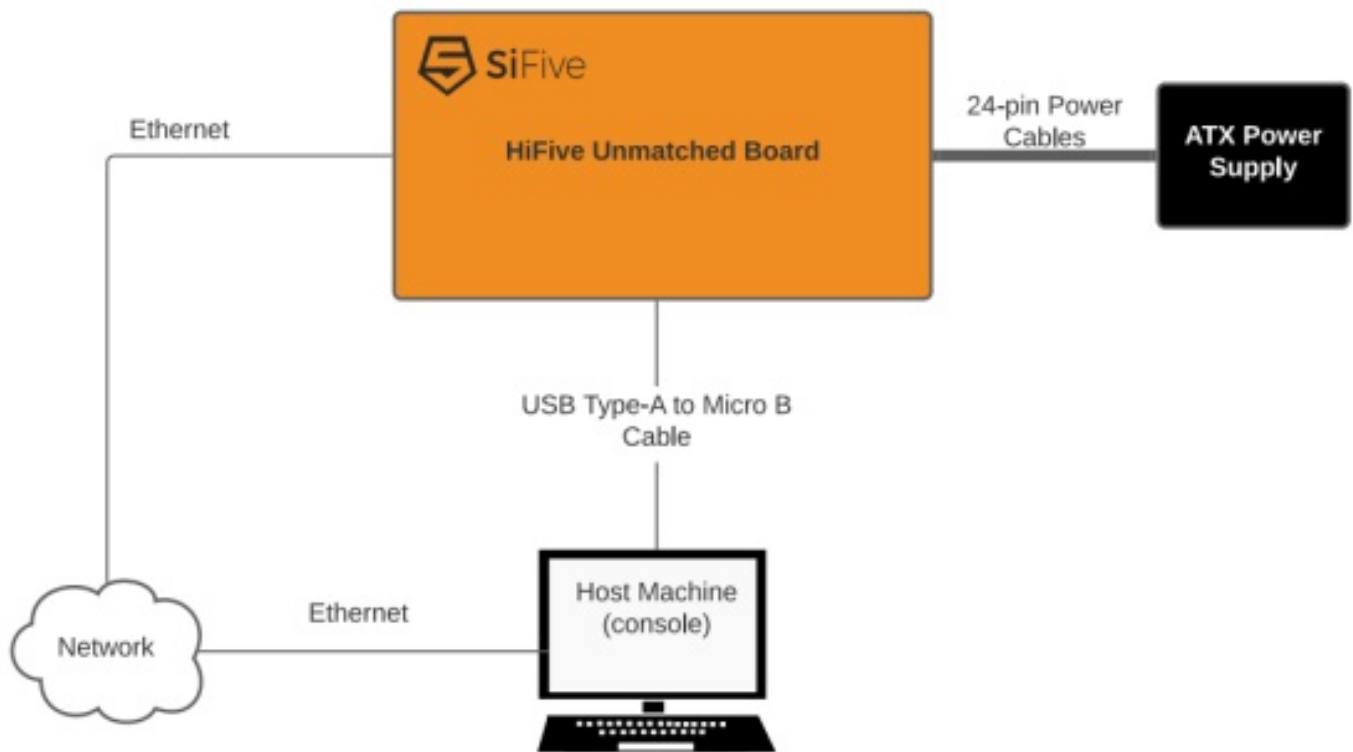 SiFive
HiFive Unmatched Board
Ethernet
24-pin Power
Cables
ATX Power
Supply
USB Type-A to Micro B
Cable
Host Machine
(console)
Ethernet
Network